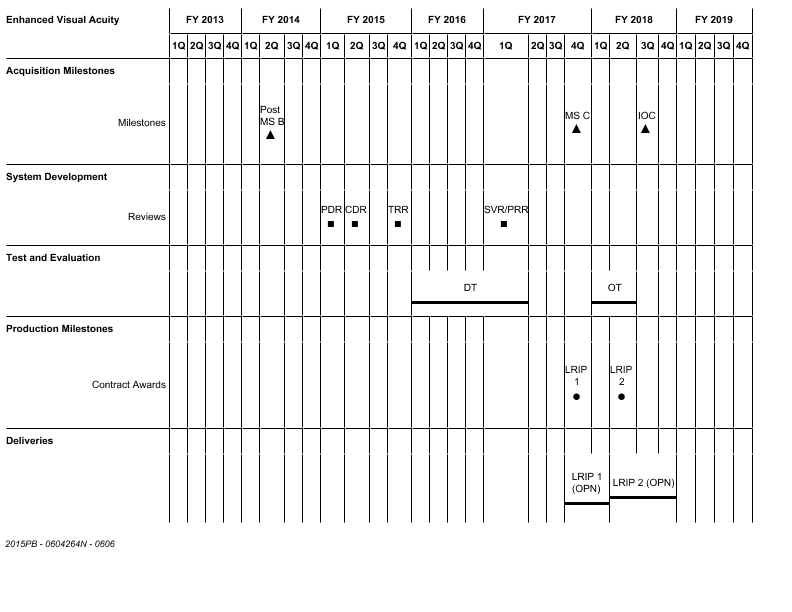 Enhanced Visual Acuity FY 2013 FY 2014 FY 2015 FY 2016 FY 2017 FY 2018 FY 2019
1Q 2Q 3Q 4Q 1Q 2Q 3Q 4Q 1Q 2Q 3Q 4Q 1Q 2Q 3Q 4Q 1Q 2Q 3Q 4Q 1Q 2Q 3Q 4Q 1Q 2Q 3Q 4Q
Acquisition Milestones
Milestones
Post
MS B
MS C
IOC
System Development
Reviews
PDR CDR TRR SVR/PRR
Test and Evaluation
DT OT
Production Milestones
Contract Awards
LRIP
1
LRIP
2
Deliveries
LRIP 1
(OPN)
LRIP 2 (OPN)
2015PB - 0604264N - 0606